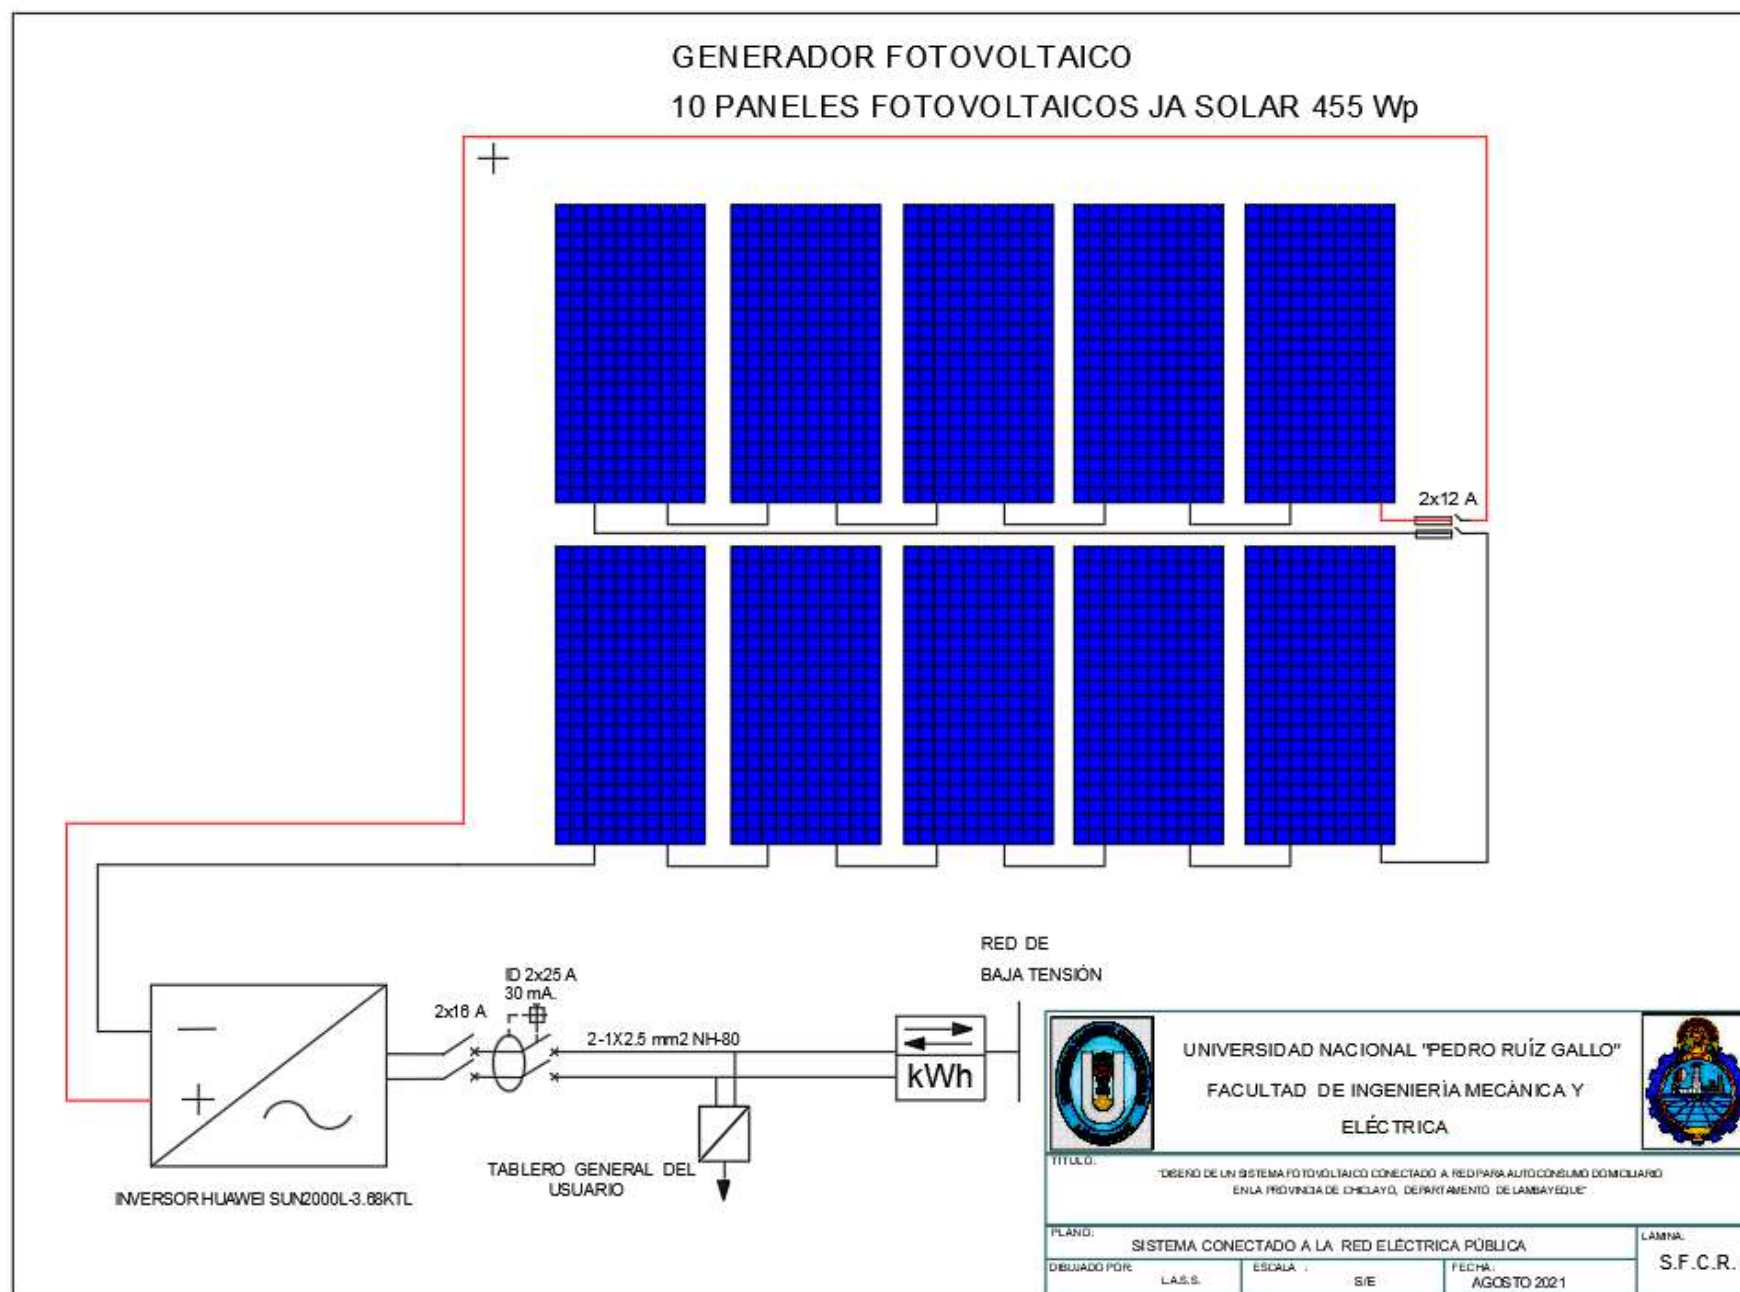 GENERADOR FOTOVOLTAICO
10 PANELES FOTOVOLTAICOS JA SOLAR 455 Wp
+
2x12 A
RED DE
BAJA TENSIÓN
ID 2x25 A
30 mA.
2x16 A
2-1X2.5 mm2 NH-80
kWh
TABLERO GENERAL DEL
USUARIO
INVERSOR HUAWEI SUN2000L-3.68KTL
UNIVERSIDAD NACIONAL "PEDRO RUÍZ GALLO"
FACULTAD DE INGENIERÌA MECÀNICA Y
ELÉCTRICA
TITULO:
"DISEÑO DE UN SISTEMA FOTOVOLTAICO CONECTADO A RED PARA AUTOCONSUMO DOMICILIARIO
EN LA PROVINCIA DE CHICLAYO, DEPARTAMENTO DE LAMBAYEQUE"
PLANO:
SISTEMA CONECTADO A LA RED ELÉCTRICA PÚBLICA
LAMINA:
S.F.C.R.
DIBUJADO POR:
L.A.S.S.
ESCALA :
S/E
FECHA:
AGOSTO 2021